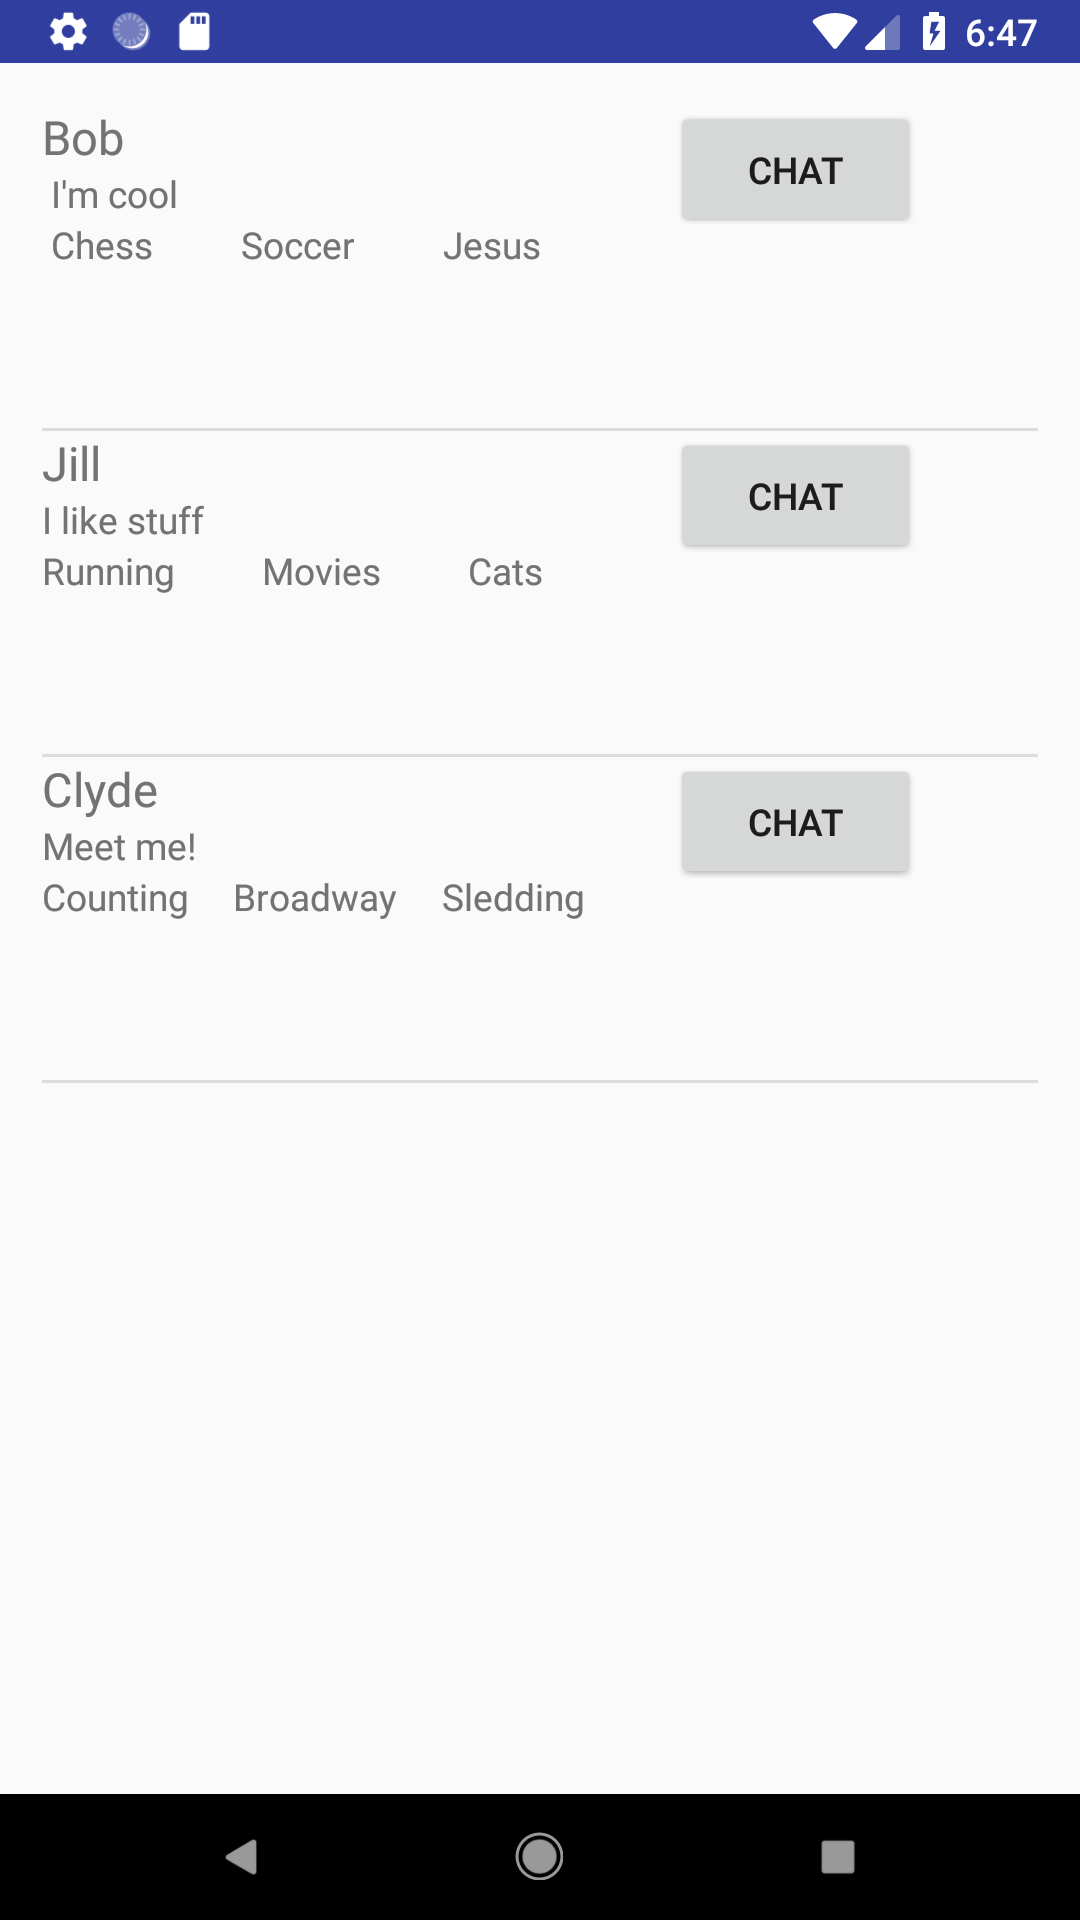 6:47
Bob
CHAT
I'm cool
Chess Soccer Jesus
Jill
CHAT
I like stuff
Running Movies Cats
Clyde
CHAT
Meet me!
Counting Broadway Sledding